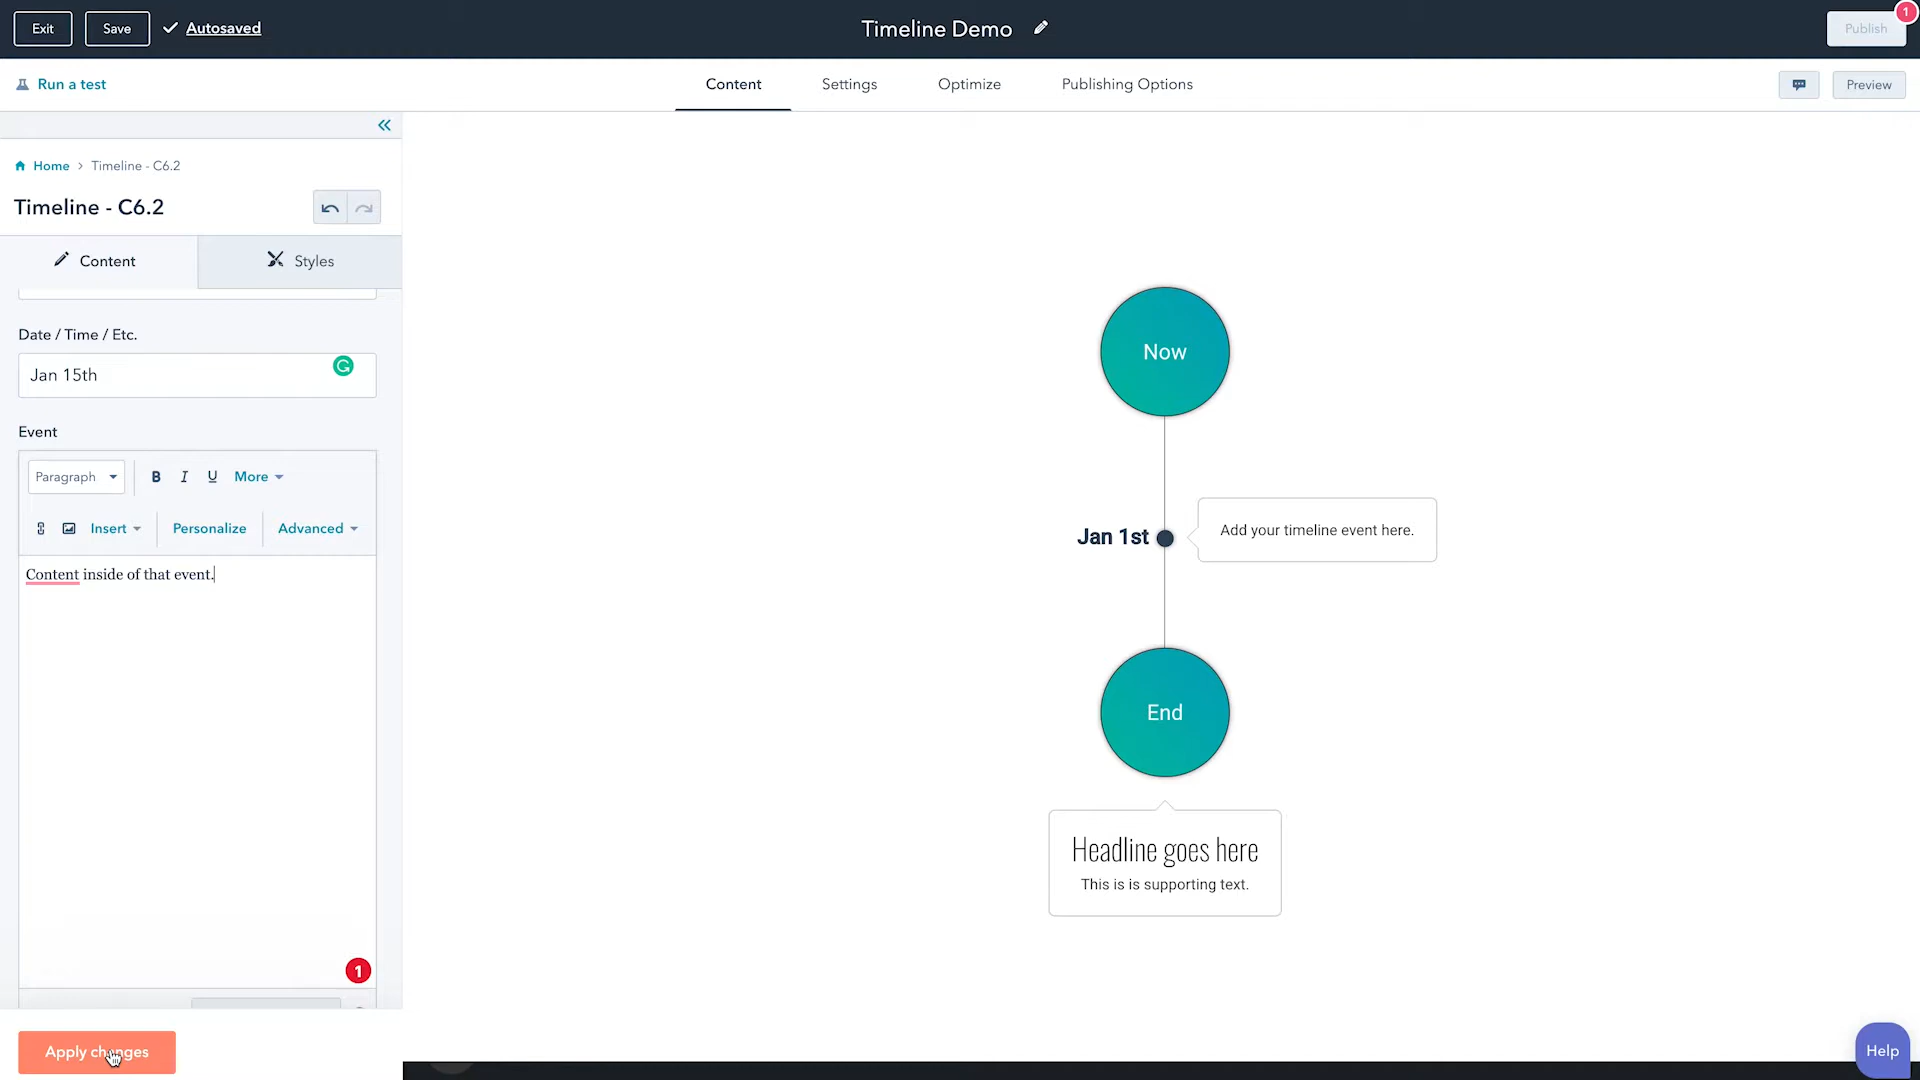 Exit
Save
Autosaved
Timeline Demo
Publish
1
Run a test
Content
Settings
Optimize
Publishing Options
Preview
Home > Timeline - C6.2
Timeline - C6.2
Content
Styles
Date / Time / Etc.
Jan 15th
Event
Paragraph
B I U More
Insert
Personalize
Advanced
Content inside of that event.
1
Apply changes
Now
Jan 1st
Add your timeline event here.
End
Headline goes here
This is is supporting text.
Help